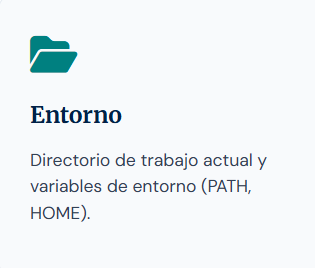 Entorno
Directorio de trabajo actual y
variables de entorno (PATH,
HOME).